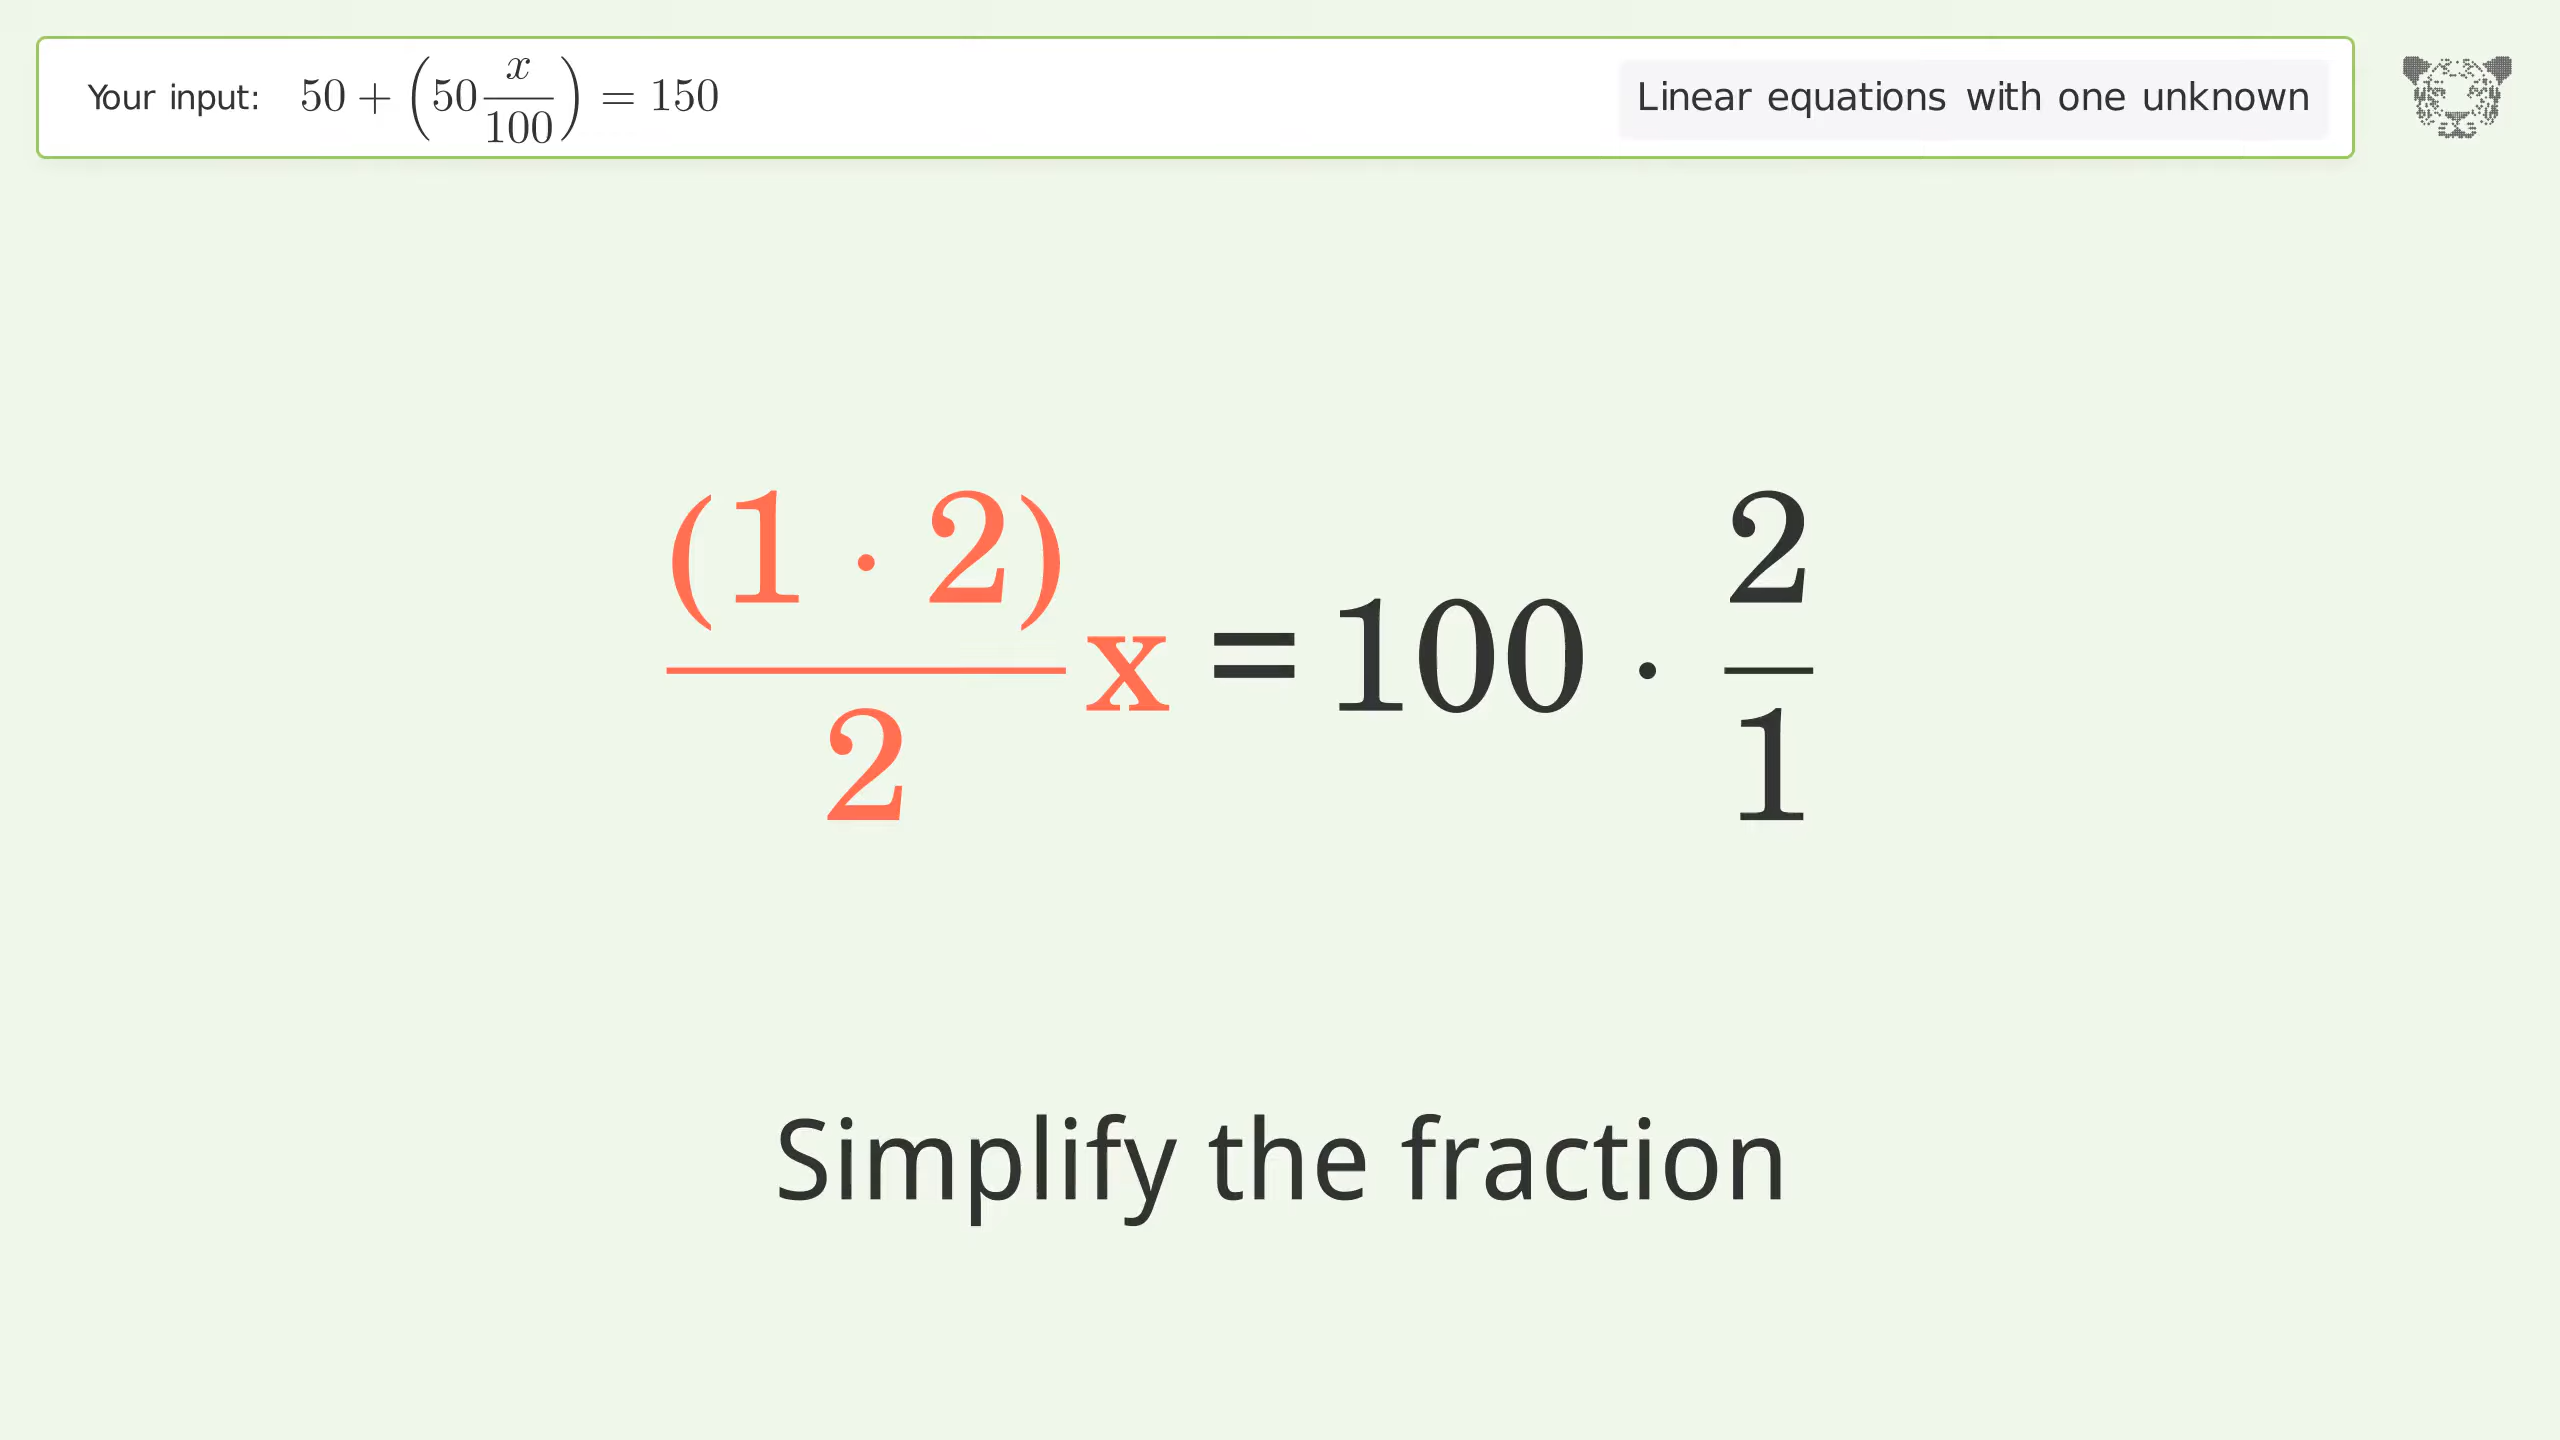 Your input: 50 + (50 x/100) = 150
Linear equations with one unknown
(1 · 2)/2 x = 100 · 2/1
Simplify the fraction